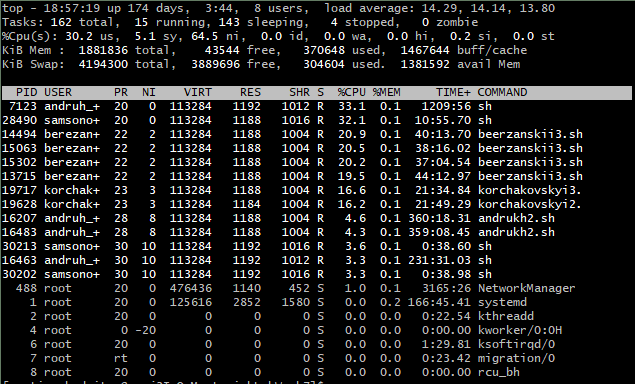 top - 18:57:19 up 174 days,  3:44,  8 users,  load average: 14.29, 14.14, 13.80
Tasks: 162 total,  15 running, 143 sleeping,   4 stopped,   0 zombie
%Cpu(s): 30.2 us,  5.1 sy, 64.5 ni,  0.0 id,  0.0 wa,  0.0 hi,  0.2 si,  0.0 st
KiB Mem :  1881836 total,    43544 free,   370648 used,  1467644 buff/cache
KiB Swap:  4194300 total,  3889696 free,   304604 used.  1381592 avail Mem
PID USER      PR  NI    VIRT    RES    SHR S  %CPU %MEM     TIME+ COMMAND
7123 andruh_+  20   0  113284   1192   1012 R  33.1  0.1   1209:56 sh
28490 samsono+  20   0  113284   1188   1016 R  32.1  0.1  10:55.70 sh
14494 berezan+  22   2  113284   1188   1004 R  20.9  0.1  40:13.70 beerzanskii3.sh
15063 berezan+  22   2  113284   1188   1004 R  20.5  0.1  38:16.02 beerzanskii3.sh
15302 berezan+  22   2  113284   1188   1004 R  20.2  0.1  37:04.54 beerzanskii3.sh
13715 berezan+  22   2  113284   1188   1004 R  19.5  0.1  44:12.97 beerzanskii3.sh
19717 korchak+  23   3  113284   1188   1004 R  16.6  0.1  21:34.84 korchakovskyi3.
19628 korchak+  23   3  113284   1184   1004 R  16.2  0.1  21:49.29 korchakovskyi2.
16207 andruh_+  28   8  113284   1188   1004 R   4.6  0.1 360:18.31 andrukh2.sh
16483 andruh_+  28   8  113284   1188   1004 R   4.3  0.1 359:08.45 andrukh2.sh
30213 samsono+  30  10  113284   1192   1016 R   3.6  0.1   0:38.60 sh
16463 andruh_+  30  10  113284   1192   1012 R   3.3  0.1 231:31.03 sh
30202 samsono+  30  10  113284   1188   1016 R   3.3  0.1   0:38.98 sh
488 root      20   0  476436   1140    452 S   1.0  0.1   3165:26 NetworkManager
1 root      20   0  125616   2852   1580 S   0.0  0.2 166:45.41 systemd
2 root      20   0       0      0      0 S   0.0  0.0   0:22.54 kthreadd
4 root       0 -20       0      0      0 S   0.0  0.0   0:00.00 kworker/0:0H
6 root      20   0       0      0      0 S   0.0  0.0   1:29.81 ksoftirqd/0
7 root      rt   0       0      0      0 S   0.0  0.0   0:23.42 migration/0
8 root      20   0       0      0      0 S   0.0  0.0   0:00.00 rcu_bh